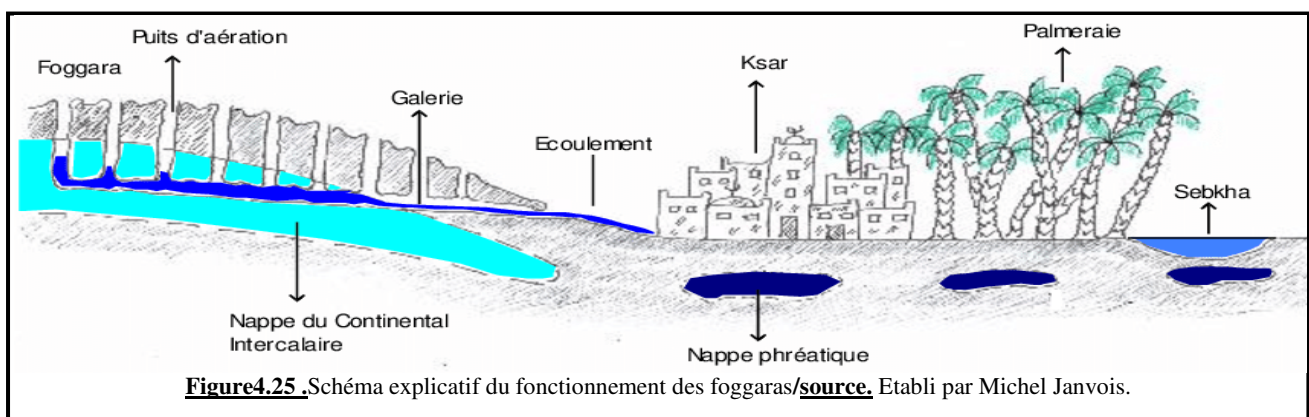 Puits d'aération
Palmeraie
Foggara
Ksar
Galerie
Ecoulement
Sebkha
Nappe du Continental
Intercalaire
Nappe phréatique
Figure4.25 .Schéma explicatif du fonctionnement des foggaras/source. Etabli par Michel Janvois.